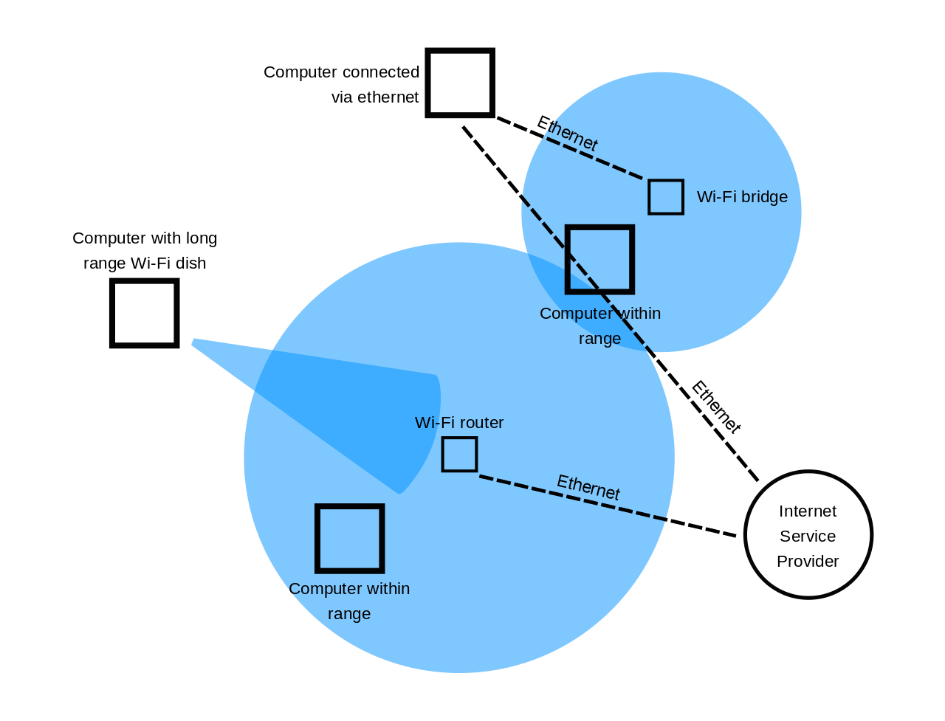 Computer connected
via ethernet
Ethernet
Wi-Fi bridge
Computer with long
range Wi-Fi dish
Computer within
range
Ethernet
Wi-Fi router
Ethernet
Internet
Service
Provider
Computer within
range